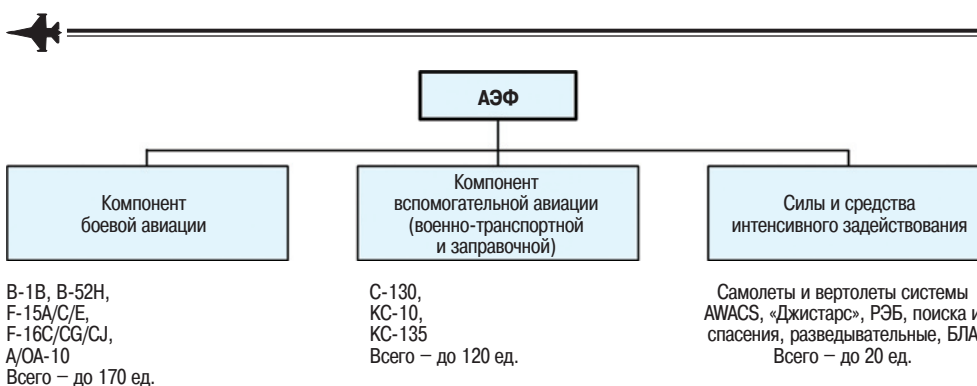 АЭФ
Компонент
боевой авиации
Компонент
вспомогательной авиации
(военно-транспортной
и заправочной)
Силы и средства
интенсивного задействования
B-1B, B-52H,
F-15A/C/E,
F-16C/CG/CJ,
A/OA-10
Всего – до 170 ед.
C-130,
KC-10,
KC-135
Всего – до 120 ед.
Самолеты и вертолеты системы
AWACS, «Джистарс», РЭБ, поиска и
спасения, разведывательные, БЛА
Всего – до 20 ед.